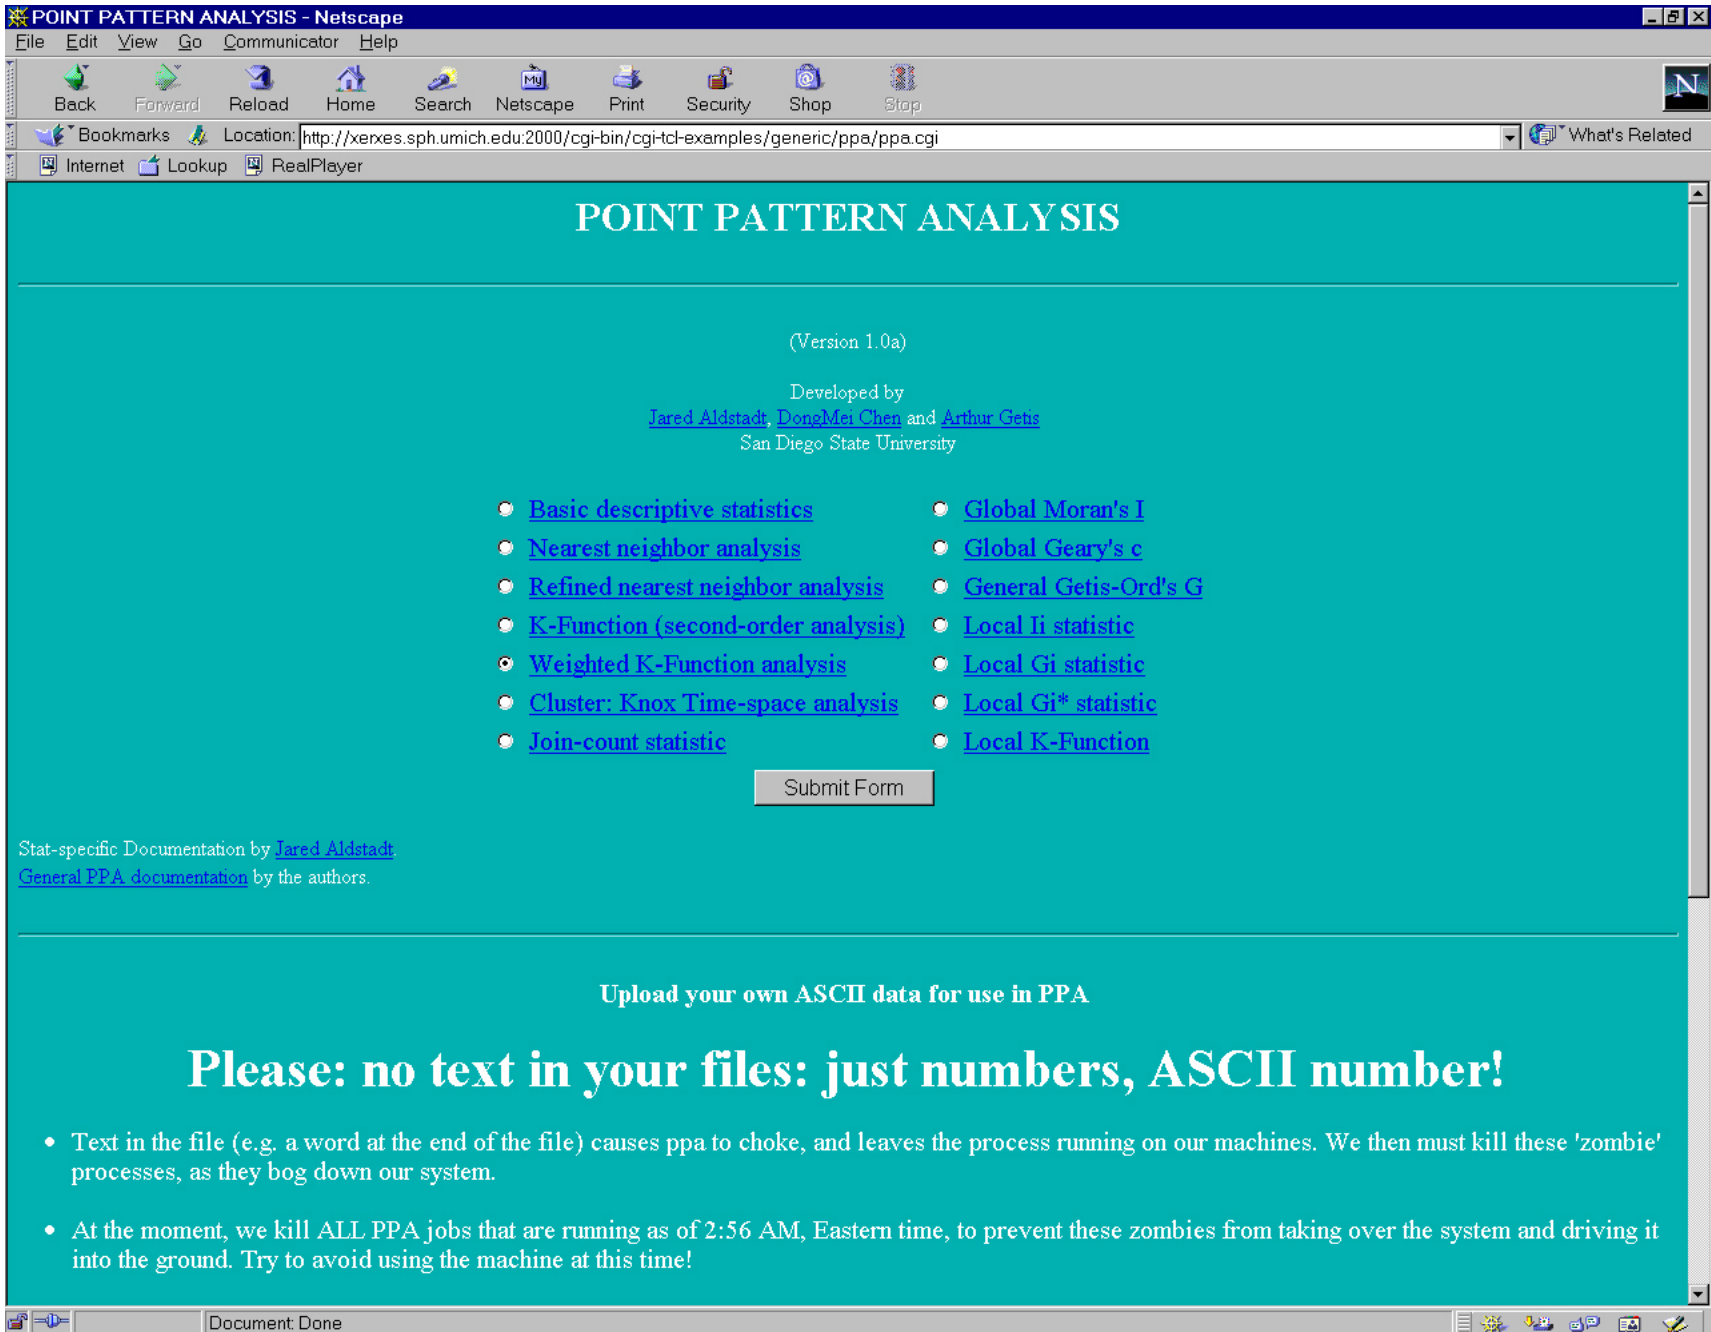 POINT PATTERN ANALYSIS - Netscape
File Edit View Go Communicator Help
Back Forward Reload Home Search Netscape Print Security Shop Stop
Bookmarks Location: http://xerxes.sph.umich.edu:2000/cgi-bin/cgi-tcl-examples/generic/ppa/ppa.cgi What's Related
Internet Lookup RealPlayer
POINT PATTERN ANALYSIS
(Version 1.0a)
Developed by
Jared Aldstadt, DongMei Chen and Arthur Getis
San Diego State University
Basic descriptive statistics Global Moran's I
Nearest neighbor analysis Global Geary's c
Refined nearest neighbor analysis General Getis-Ord's G
K-Function (second-order analysis) Local Ii statistic
Weighted K-Function analysis Local Gi statistic
Cluster: Knox Time-space analysis Local Gi* statistic
Join-count statistic Local K-Function
Submit Form
Stat-specific Documentation by Jared Aldstadt.
General PPA documentation by the authors.
Upload your own ASCII data for use in PPA
Please: no text in your files: just numbers, ASCII number!
• Text in the file (e.g. a word at the end of the file) causes ppa to choke, and leaves the process running on our machines. We then must kill these 'zombie'
processes, as they bog down our system.
• At the moment, we kill ALL PPA jobs that are running as of 2:56 AM, Eastern time, to prevent these zombies from taking over the system and driving it
into the ground. Try to avoid using the machine at this time!
Document: Done